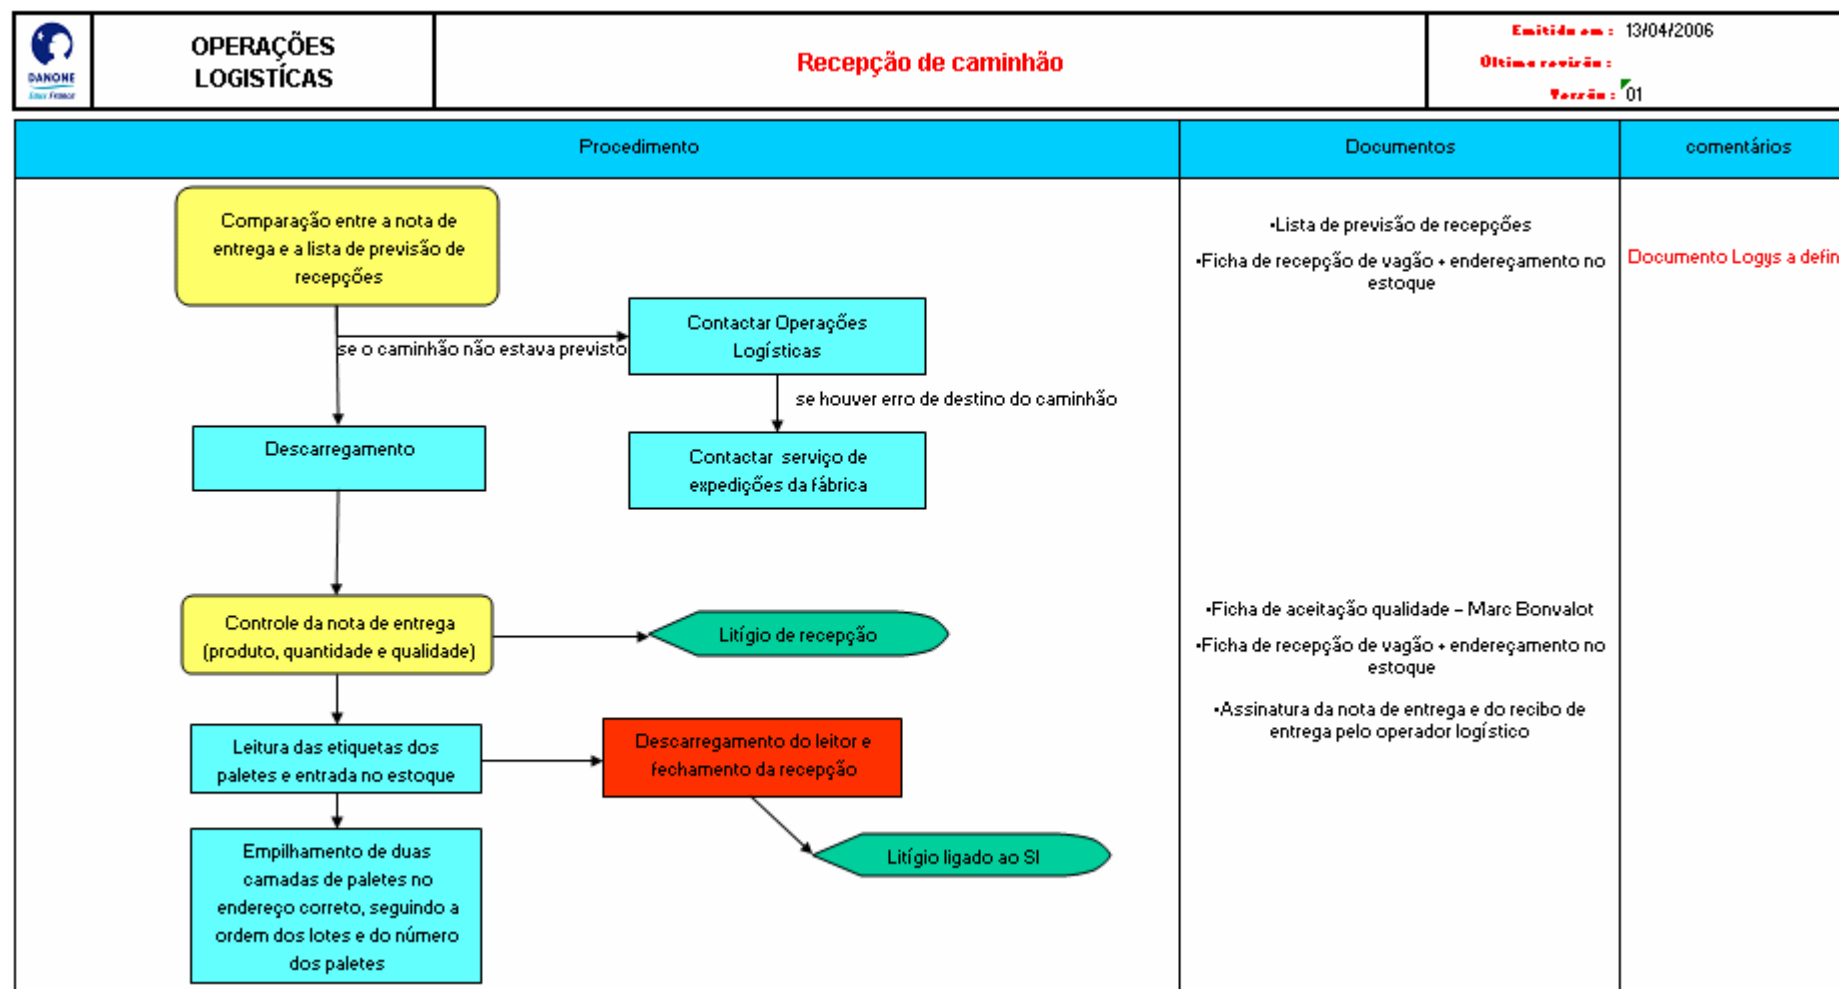 DANONE
OPERAÇÕES
LOGISTÍCAS
Recepção de caminhão
Emitido em : 13/04/2006
Última revisão :
Versão : 01
Procedimento
Documentos
comentários
Comparação entre a nota de
entrega e a lista de previsão de
recepções
se o caminhão não estava previsto
Contactar Operações
Logísticas
se houver erro de destino do caminhão
Contactar serviço de
expedições da fábrica
Descarregamento
Controle da nota de entrega
(produto, quantidade e qualidade)
Litígio de recepção
Leitura das etiquetas dos
paletes e entrada no estoque
Descarregamento do leitor e
fechamento da recepção
Litígio ligado ao SI
Empilhamento de duas
camadas de paletes no
endereço correto, seguindo a
ordem dos lotes e do número
dos paletes
•Lista de previsão de recepções
•Ficha de recepção de vagão + endereçamento no
estoque
•Ficha de aceitação qualidade – Marc Bonvalot
•Ficha de recepção de vagão + endereçamento no
estoque
•Assinatura da nota de entrega e do recibo de
entrega pelo operador logístico
Documento Logys a defin